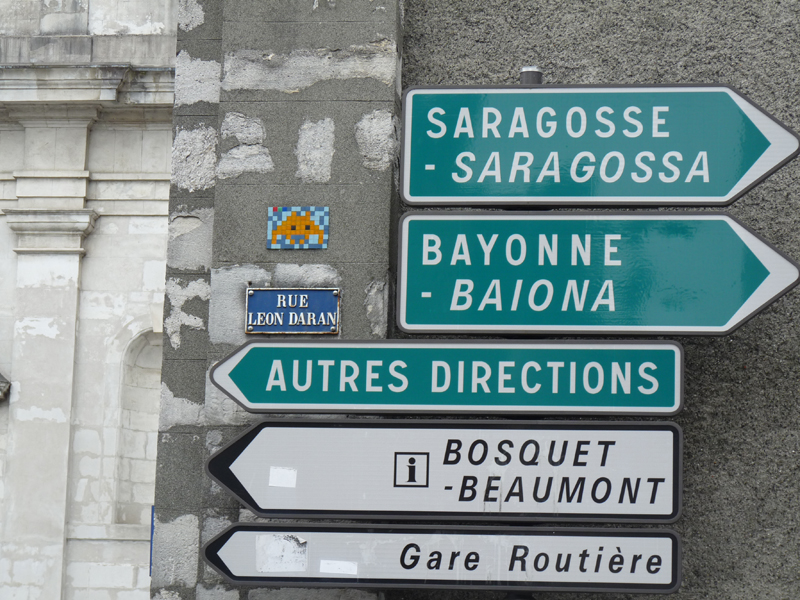 SARAGOSSE
- SARAGOSSA
BAYONNE
- BAIONA
RUE
LEON DARAN
AUTRES DIRECTIONS
i BOSQUET
-BEAUMONT
Gare Routière